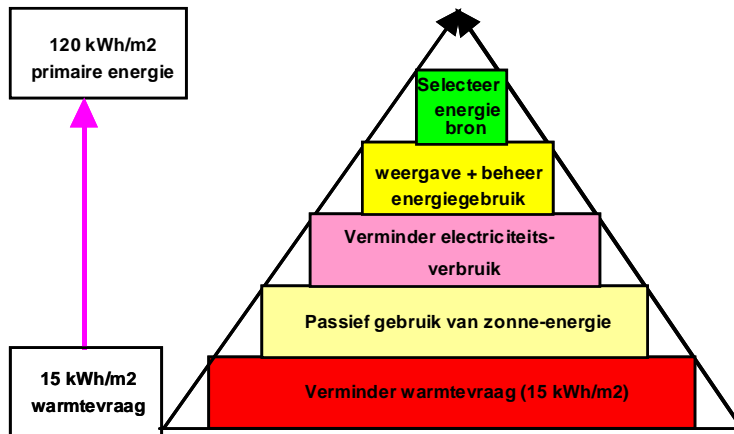 120 kWh/m2
primaire energie
Selecteer
energie
bron
weergave + beheer
energiegebruik
Verminder electriciteits-
verbruik
Passief gebruik van zonne-energie
15 kWh/m2
warmtevraag
Verminder warmtevraag (15 kWh/m2)